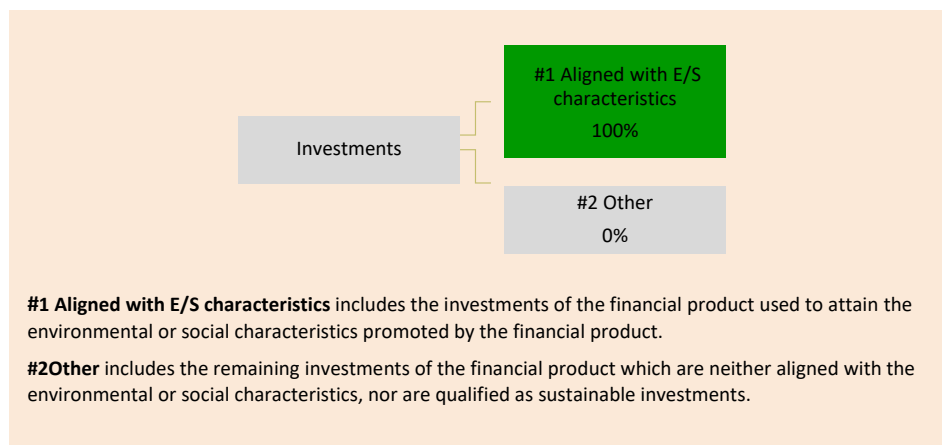 #1 Aligned with E/S
characteristics
100%
Investments
#2 Other
0%
#1 Aligned with E/S characteristics includes the investments of the financial product used to attain the
environmental or social characteristics promoted by the financial product.
#2Other includes the remaining investments of the financial product which are neither aligned with the
environmental or social characteristics, nor are qualified as sustainable investments.